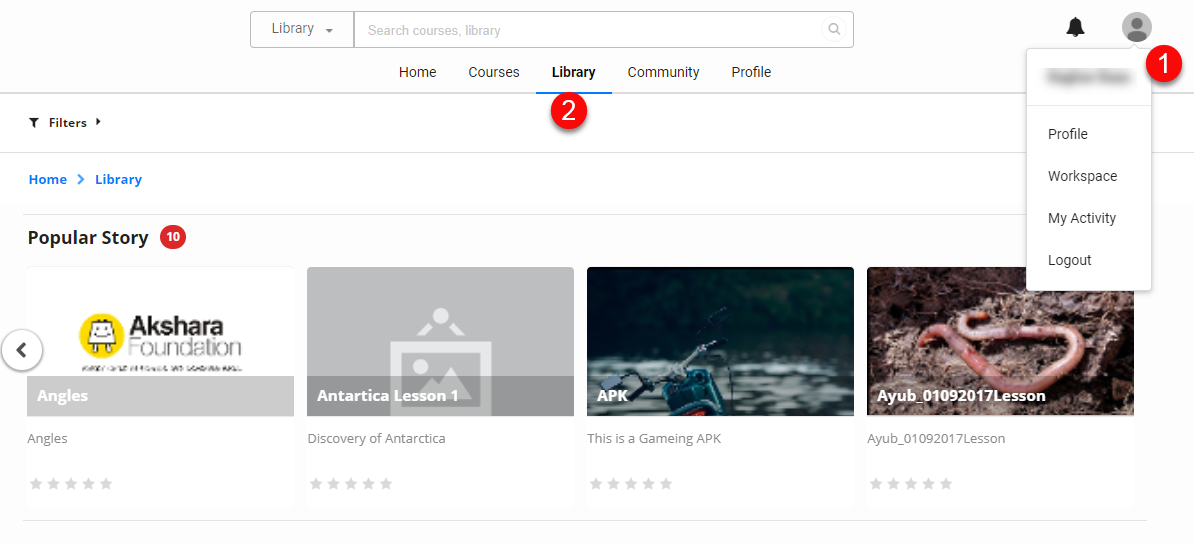 Library
Search courses, library
1
Home Courses Library Community Profile
2
Filters
Profile
Home Library
Workspace
My Activity
Logout
Popular Story 10
Akshara
Foundation
Angles
Antartica Lesson 1
APK
Ayub_01092017Lesson
Angles
Discovery of Antarctica
This is a Gameing APK
Ayub_01092017Lesson